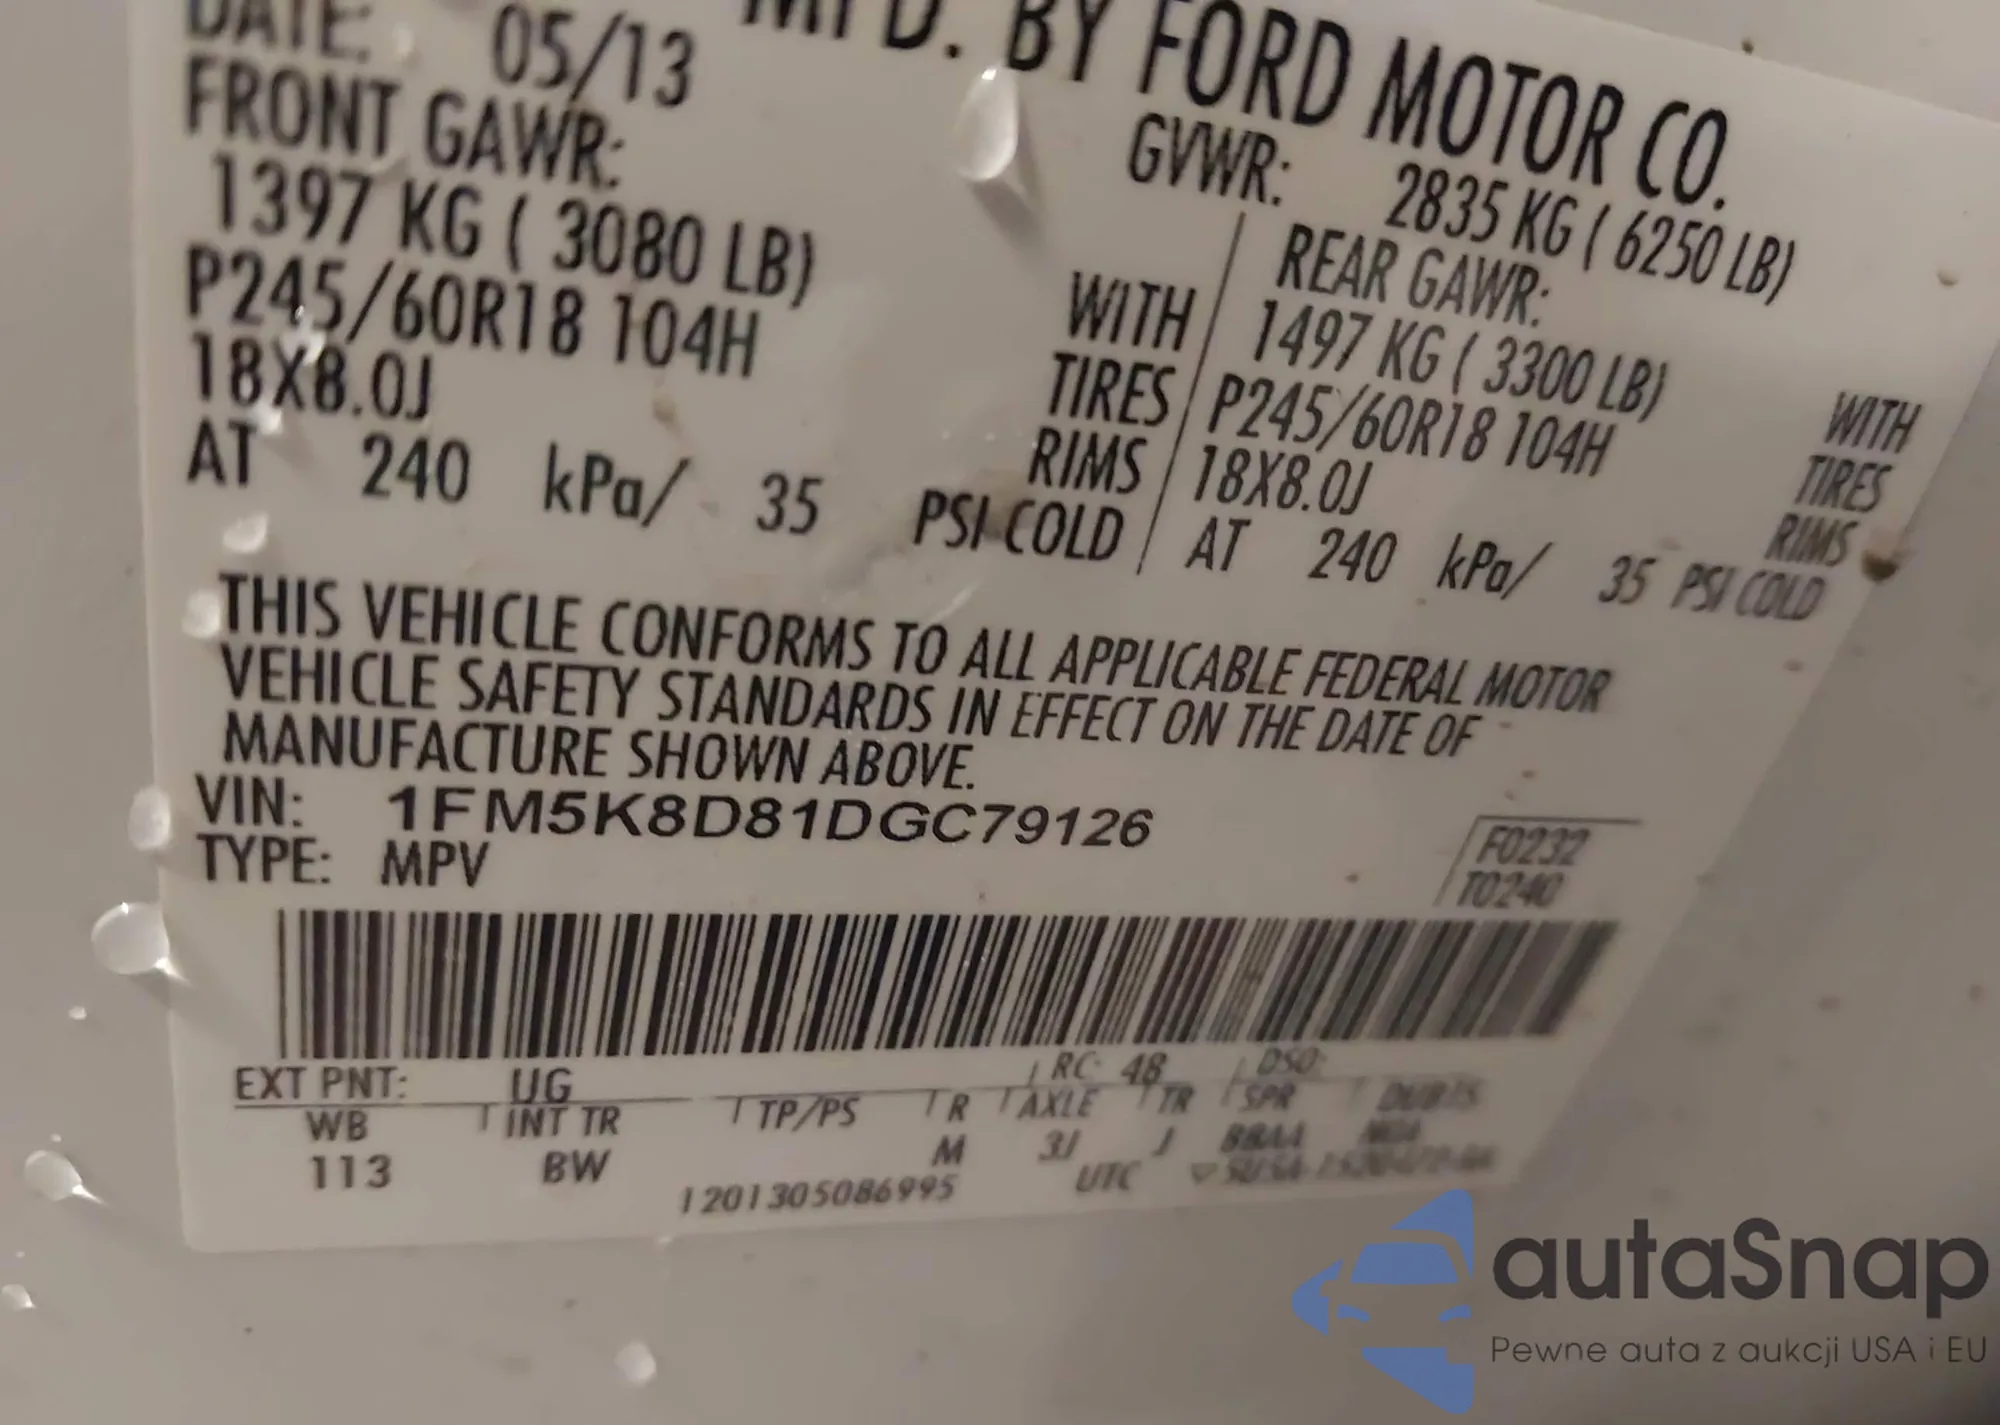 DATE: 05/13 MFD. BY FORD MOTOR CO.
FRONT GAWR: GVWR: 2835 KG ( 6250 LB)
1397 KG ( 3080 LB) WITH REAR GAWR:
1497 KG ( 3300 LB) WITH
P245/60R18 104H TIRES P245/60R18 104H TIRES
18X8.0J RIMS 18X8.0J RIMS
AT 240 kPa/ 35 PSI COLD AT 240 kPa/ 35 PSI COLD
THIS VEHICLE CONFORMS TO ALL APPLICABLE FEDERAL MOTOR
VEHICLE SAFETY STANDARDS IN EFFECT ON THE DATE OF
MANUFACTURE SHOWN ABOVE.
VIN: 1FM5K8D81DGC79126
TYPE: MPV
F0232
T0240
EXT PNT: UG RC: 48 DSO:
WB INT TR TP/PS R AXLE TR SPR
113 BW M 3J J BBAA
1201305086995 UTC
autaSnap
Pewne auta z aukcji USA i EU